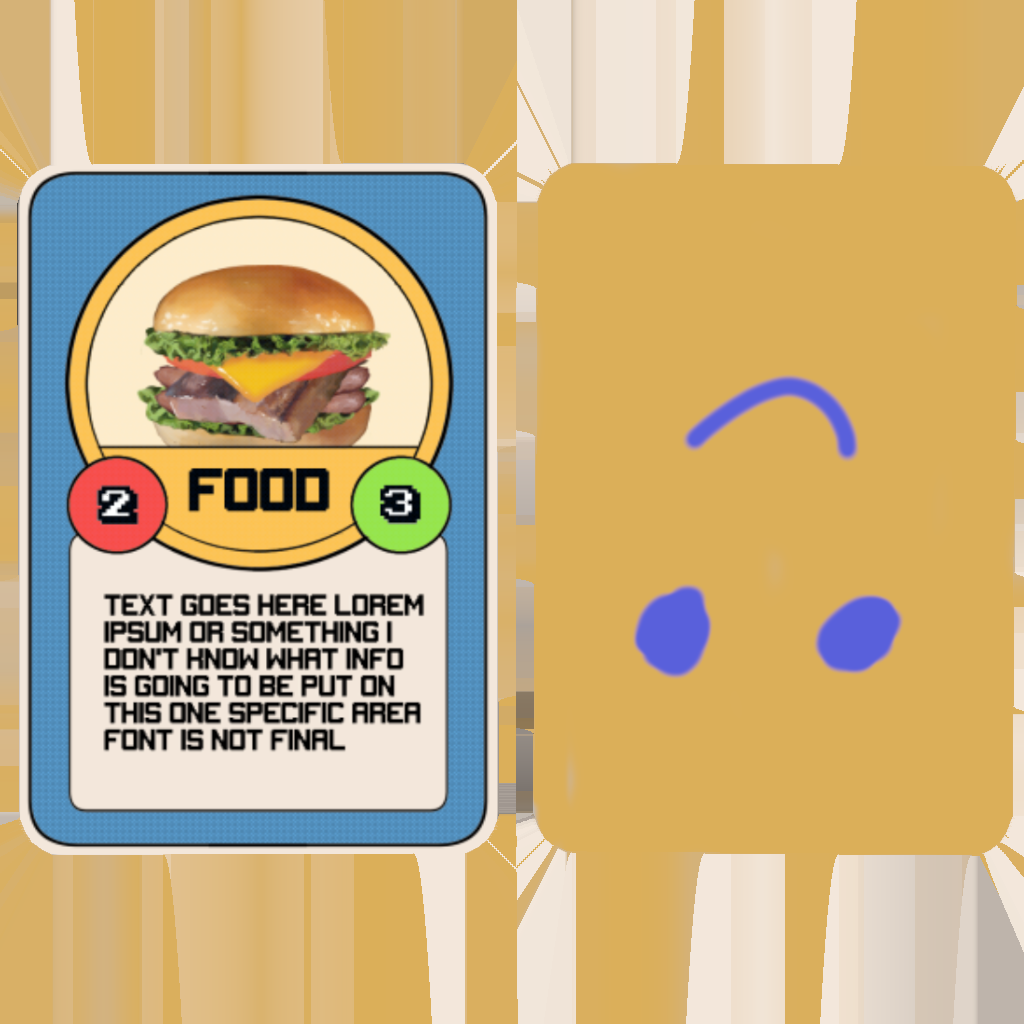 FOOD
2
3
TEXT GOES HERE LOREM
IPSUM OR SOMETHING I
DON'T KNOW WHAT INFO
IS GOING TO BE PUT ON
THIS ONE SPECIFIC AREA
FONT IS NOT FINAL